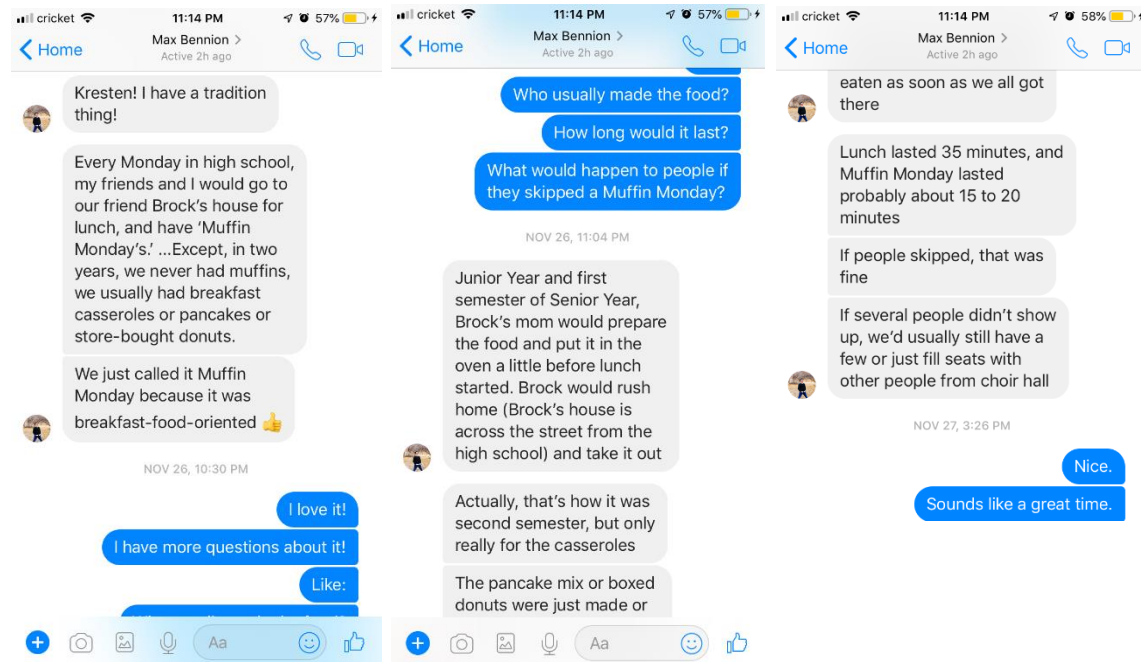 cricket
11:14 PM
57%
Home
Max Bennion >
Active 2h ago
Kresten! I have a tradition
thing!
Every Monday in high school,
my friends and I would go to
our friend Brock's house for
lunch, and have 'Muffin
Monday's.' ...Except, in two
years, we never had muffins,
we usually had breakfast
casseroles or pancakes or
store-bought donuts.
We just called it Muffin
Monday because it was
breakfast-food-oriented 👍
NOV 26, 10:30 PM
I love it!
I have more questions about it!
Like:
Aa
cricket
11:14 PM
57%
Home
Max Bennion >
Active 2h ago
Who usually made the food?
How long would it last?
What would happen to people if
they skipped a Muffin Monday?
NOV 26, 11:04 PM
Junior Year and first
semester of Senior Year,
Brock's mom would prepare
the food and put it in the
oven a little before lunch
started. Brock would rush
home (Brock's house is
across the street from the
high school) and take it out
Actually, that's how it was
second semester, but only
really for the casseroles
The pancake mix or boxed
donuts were just made or
Aa
cricket
11:14 PM
58%
Home
Max Bennion >
Active 2h ago
eaten as soon as we all got
there
Lunch lasted 35 minutes, and
Muffin Monday lasted
probably about 15 to 20
minutes
If people skipped, that was
fine
If several people didn't show
up, we'd usually still have a
few or just fill seats with
other people from choir hall
NOV 27, 3:26 PM
Nice.
Sounds like a great time.